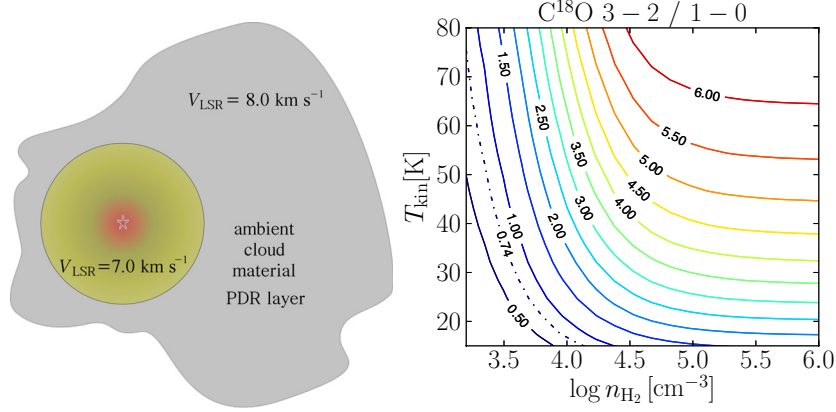 V_LSR = 8.0 km s⁻¹
ambient
cloud
material
PDR layer
V_LSR=7.0 km s⁻¹
C¹⁸O 3 − 2 / 1 − 0
80
70
60
50
40
30
20
T_kin[K]
1.50
6.00
2.50
5.50
3.50
5.00
4.50
4.00
3.00
1.00
2.00
0.74
0.50
3.5 4.0 4.5 5.0 5.5 6.0
log n_H₂ [cm⁻³]